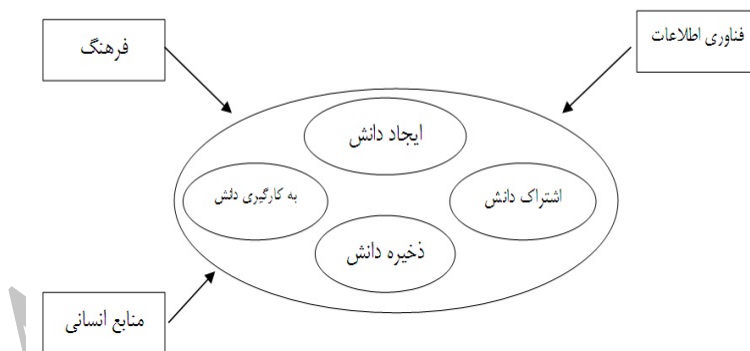 فناوری اطلاعات
فرهنگ
ایجاد دانش
اشتراک دانش
به کارگیری دانش
ذخیره دانش
منابع انسانی